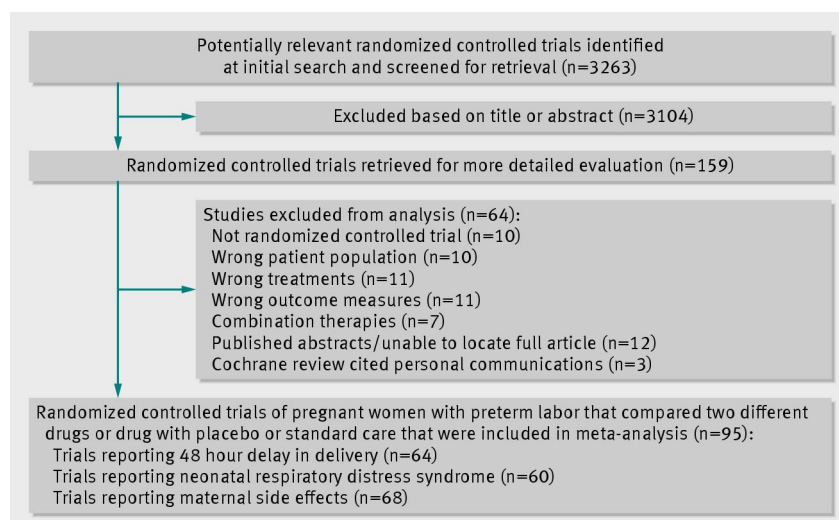 Potentially relevant randomized controlled trials identified
at initial search and screened for retrieval (n=3263)
Excluded based on title or abstract (n=3104)
Randomized controlled trials retrieved for more detailed evaluation (n=159)
Studies excluded from analysis (n=64):
Not randomized controlled trial (n=10)
Wrong patient population (n=10)
Wrong treatments (n=11)
Wrong outcome measures (n=11)
Combination therapies (n=7)
Published abstracts/unable to locate full article (n=12)
Cochrane review cited personal communications (n=3)
Randomized controlled trials of pregnant women with preterm labor that compared two different
drugs or drug with placebo or standard care that were included in meta-analysis (n=95):
Trials reporting 48 hour delay in delivery (n=64)
Trials reporting neonatal respiratory distress syndrome (n=60)
Trials reporting maternal side effects (n=68)